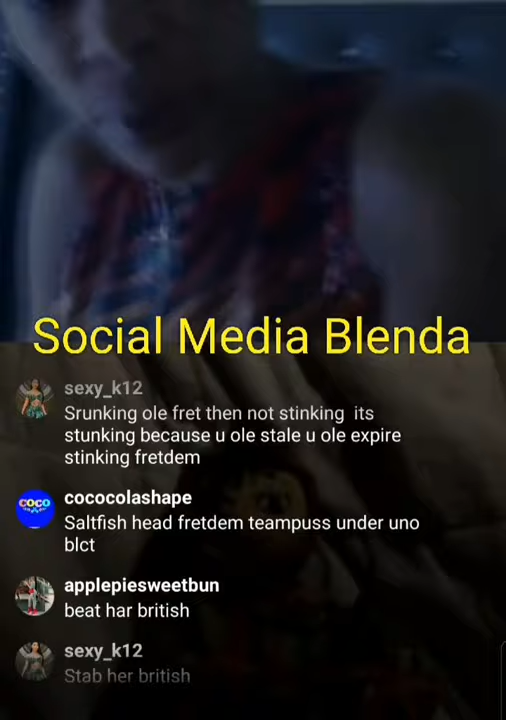 Social Media Blenda
sexy_k12
Srunking ole fret then not stinking its
stunking because u ole stale u ole expire
stinking fretdem
COCO
cococolashape
Saltfish head fretdem teampuss under uno
blct
applepiesweetbun
beat har british
sexy_k12
Stab her british